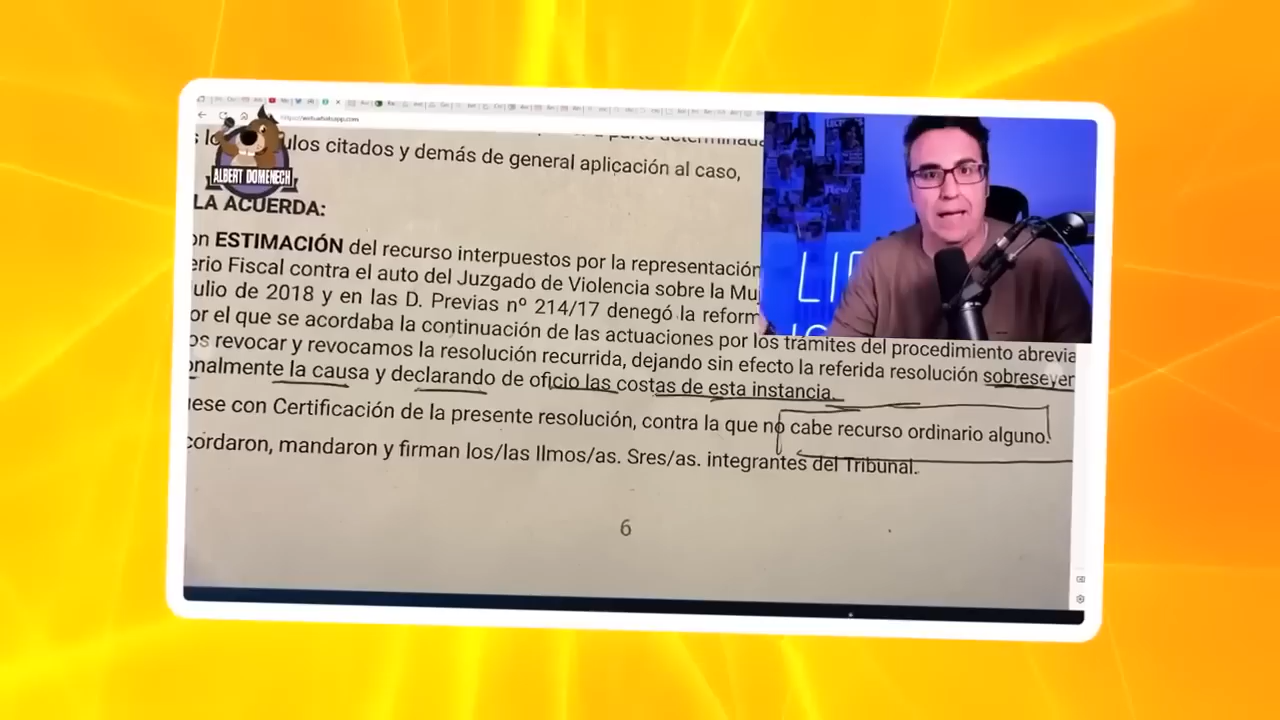 https://web.whatsapp.com
ulos citados y demás de general aplicación al caso,
ALBERT DOMENECH
LA ACUERDA:
on ESTIMACIÓN del recurso interpuestos por la representación
erio Fiscal contra el auto del Juzgado de Violencia sobre la Muj
ulio de 2018 y en las D. Previas nº 214/17 denegó la reform
or el que se acordaba la continuación de las actuaciones por los trámites del procedimiento abrevia
os revocar y revocamos la resolución recurrida, dejando sin efecto la referida resolución sobreseyen
onalmente la causa y declarando de oficio las costas de esta instancia.
uese con Certificación de la presente resolución, contra la que no cabe recurso ordinario alguno.
cordaron, mandaron y firman los/las Ilmos/as. Sres/as. integrantes del Tribunal.
6